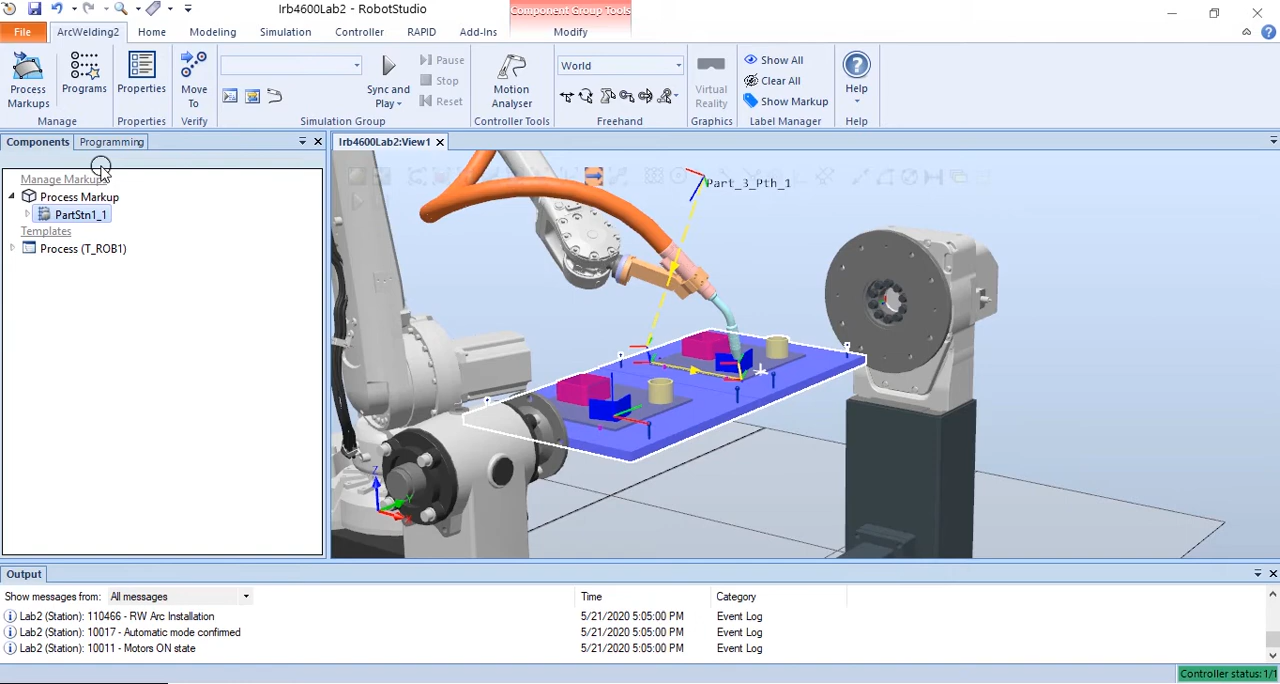 Irb4600Lab2 - RobotStudio
Component Group Tools
File
ArcWelding2
Home
Modeling
Simulation
Controller
RAPID
Add-Ins
Modify
Process Markups
Programs
Manage
Properties
Properties
Move To
Verify
Sync and Play
Pause
Stop
Reset
Simulation Group
Motion Analyser
Controller Tools
World
Freehand
Virtual Reality
Graphics
Show All
Clear All
Show Markup
Label Manager
Help
Help
Components
Programming
Irb4600Lab2:View1
Manage Markups
Process Markup
PartStn1_1
Templates
Process (T_ROB1)
Part_3_Pth_1
Z
Output
Show messages from: All messages
Time
Category
Lab2 (Station): 110466 - RW Arc Installation 5/21/2020 5:05:00 PM Event Log
Lab2 (Station): 10017 - Automatic mode confirmed 5/21/2020 5:05:00 PM Event Log
Lab2 (Station): 10011 - Motors ON state 5/21/2020 5:05:00 PM Event Log
Controller status: 1/1